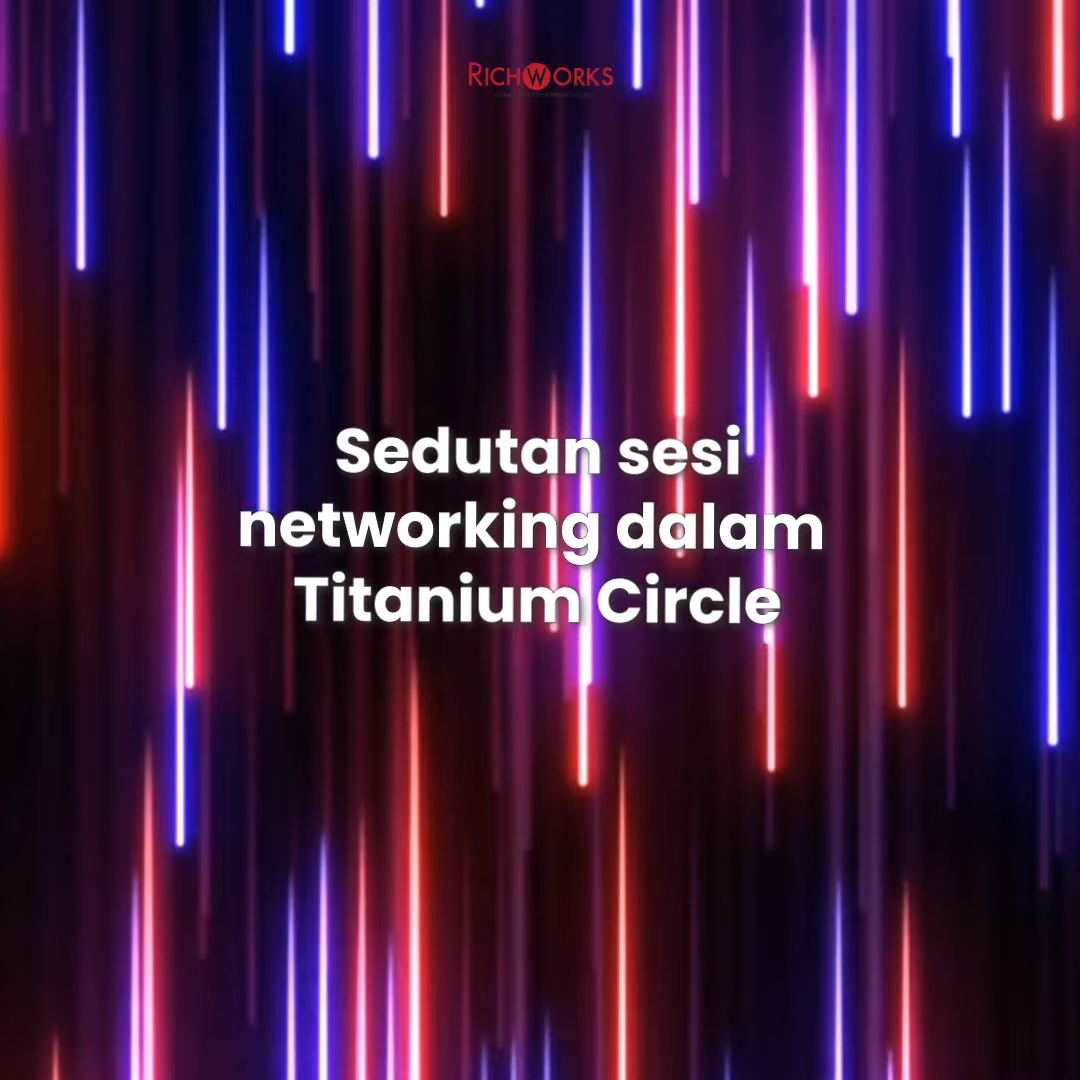 RICHWORKS
Sedutan sesi
networking dalam
Titanium Circle